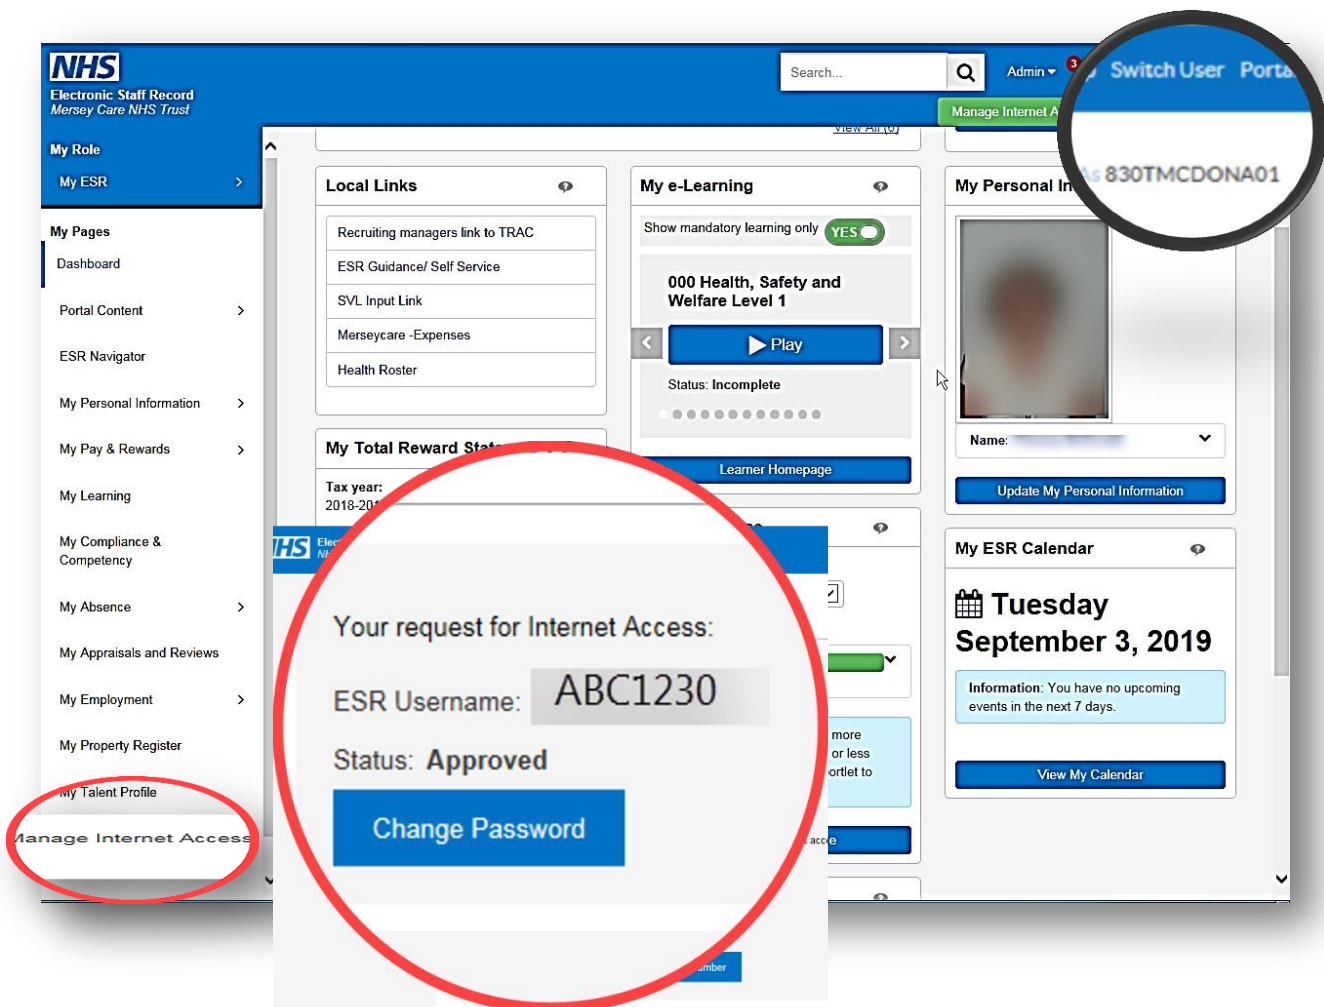 NHS
Electronic Staff Record
Mersey Care NHS Trust
Search...
Admin
3
Switch User Porta
Manage Internet A
As 830TMCDONA01
My Role
My ESR
My Pages
Dashboard
Portal Content
ESR Navigator
My Personal Information
My Pay & Rewards
My Learning
My Compliance &
Competency
My Absence
My Appraisals and Reviews
My Employment
My Property Register
My Talent Profile
Manage Internet Access
View All (6)
Local Links
Recruiting managers link to TRAC
ESR Guidance/ Self Service
SVL Input Link
Merseycare -Expenses
Health Roster
My Total Reward State
Tax year:
2018-201
My e-Learning
Show mandatory learning only YES
000 Health, Safety and
Welfare Level 1
Play
Status: Incomplete
Learner Homepage
My Personal In
Name:
Update My Personal Information
My ESR Calendar
Tuesday
September 3, 2019
Information: You have no upcoming
events in the next 7 days.
View My Calendar
HS Elec
Your request for Internet Access:
ESR Username: ABC1230
Status: Approved
Change Password
more
or less
ortlet to
acce
mber